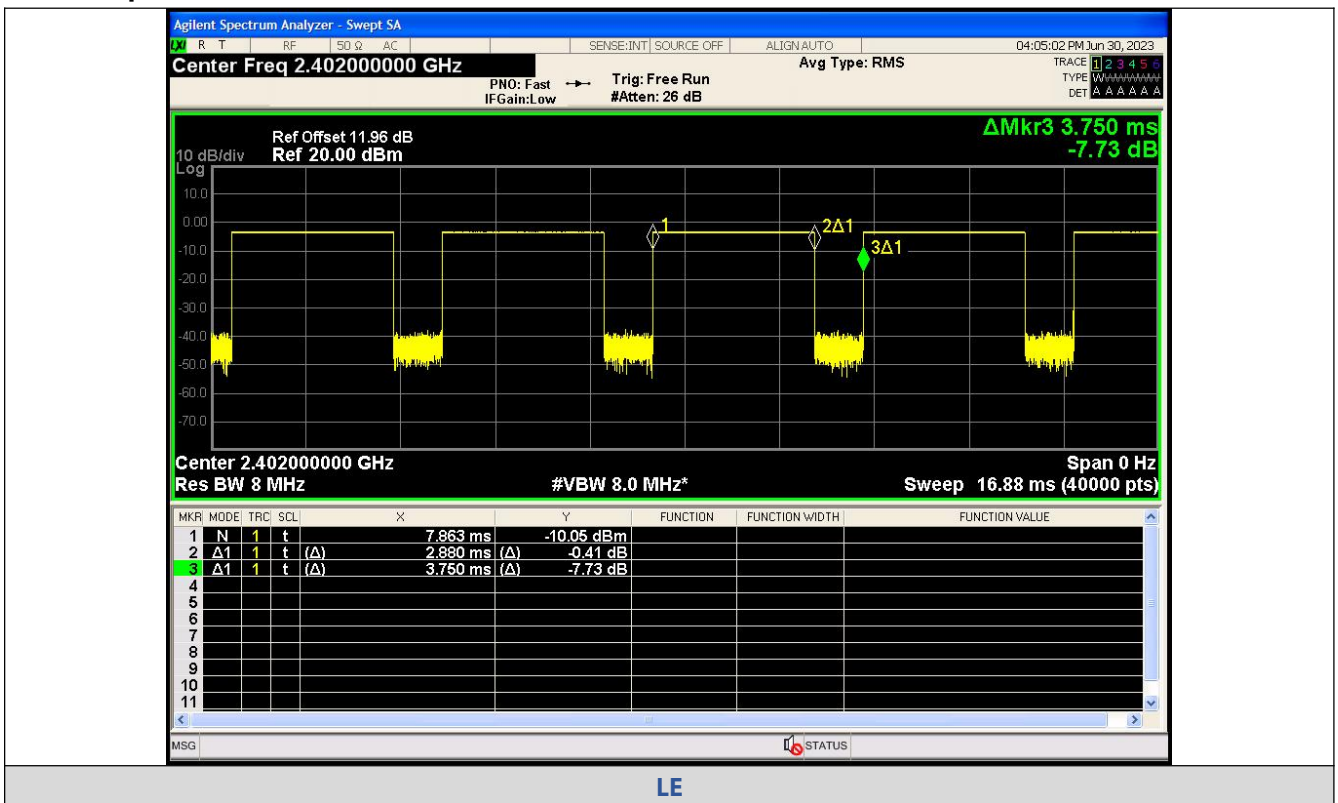 Agilent Spectrum Analyzer - Swept SA
LXI R T RF 50 Ω AC SENSE:INT SOURCE OFF ALIGN AUTO 04:05:02 PM Jun 30, 2023
Center Freq 2.402000000 GHz Avg Type: RMS TRACE 1 2 3 4 5 6
PNO: Fast Trig: Free Run TYPE WWWWWW
IFGain:Low #Atten: 26 dB DET A A A A A A
ΔMkr3 3.750 ms
Ref Offset 11.96 dB
10 dB/div Ref 20.00 dBm -7.73 dB
Log
10.0
0.00
-10.0
-20.0
-30.0
-40.0
-50.0
-60.0
-70.0
1
2Δ1
3Δ1
Center 2.402000000 GHz Span 0 Hz
Res BW 8 MHz #VBW 8.0 MHz* Sweep 16.88 ms (40000 pts)
MKR MODE TRC SCL X Y FUNCTION FUNCTION WIDTH FUNCTION VALUE
1 N 1 t 7.863 ms -10.05 dBm
2 Δ1 1 t (Δ) 2.880 ms (Δ) -0.41 dB
3 Δ1 1 t (Δ) 3.750 ms (Δ) -7.73 dB
4
5
6
7
8
9
10
11
MSG STATUS
LE